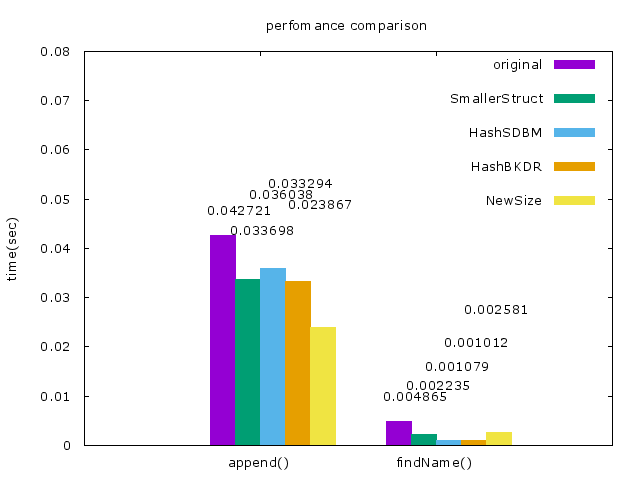 perfomance comparison
0.08
0.07
0.06
0.05
0.04
0.03
0.02
0.01
0
time(sec)
original
SmallerStruct
HashSDBM
HashBKDR
NewSize
0.042721
0.033698
0.036038
0.033294
0.023867
0.004865
0.002235
0.001079
0.001012
0.002581
append()
findName()